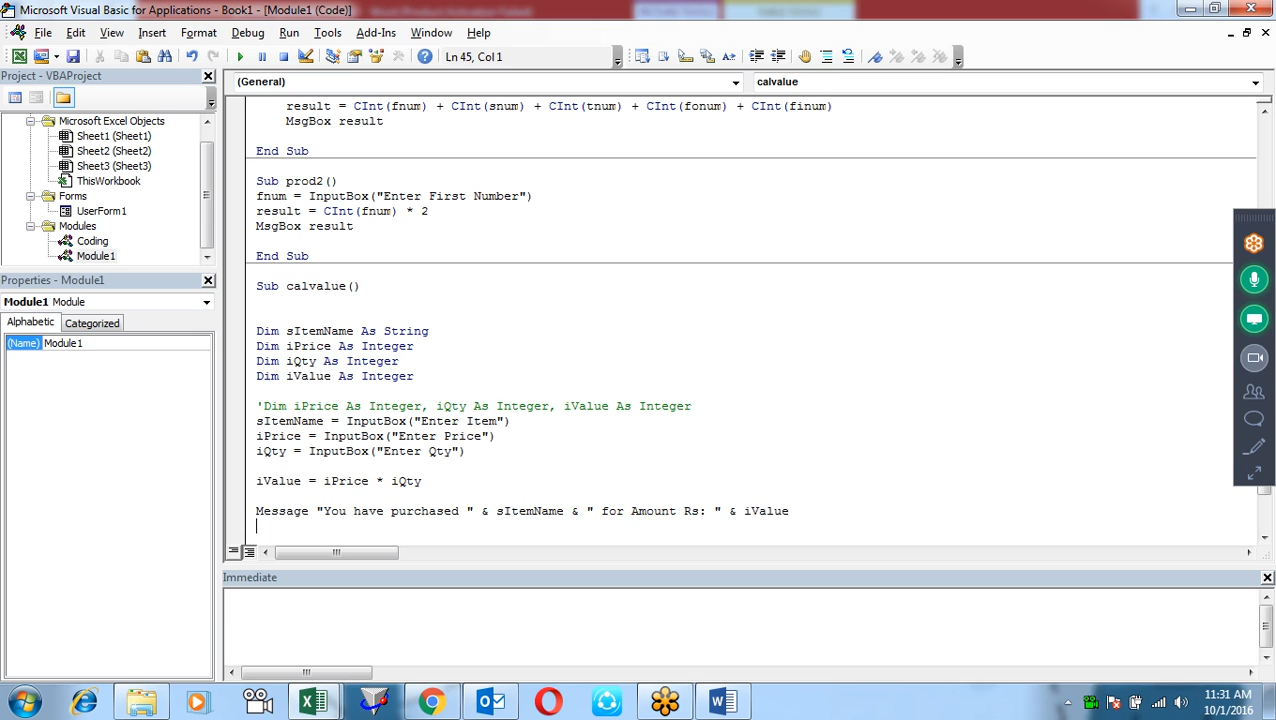 Microsoft Visual Basic for Applications - Book1 - [Module1 (Code)]
File Edit View Insert Format Debug Run Tools Add-Ins Window Help
Ln 45, Col 1
Project - VBAProject
(General)
calvalue
Microsoft Excel Objects
Sheet1 (Sheet1)
Sheet2 (Sheet2)
Sheet3 (Sheet3)
ThisWorkbook
Forms
UserForm1
Modules
Coding
Module1
Properties - Module1
Module1 Module
Alphabetic Categorized
(Name) Module1
result = CInt(fnum) + CInt(snum) + CInt(tnum) + CInt(fonum) + CInt(finum)
MsgBox result
End Sub
Sub prod2()
fnum = InputBox("Enter First Number")
result = CInt(fnum) * 2
MsgBox result
End Sub
Sub calvalue()
Dim sItemName As String
Dim iPrice As Integer
Dim iQty As Integer
Dim iValue As Integer
'Dim iPrice As Integer, iQty As Integer, iValue As Integer
sItemName = InputBox("Enter Item")
iPrice = InputBox("Enter Price")
iQty = InputBox("Enter Qty")
iValue = iPrice * iQty
Message "You have purchased " & sItemName & " for Amount Rs: " & iValue
Immediate
11:31 AM
10/1/2016